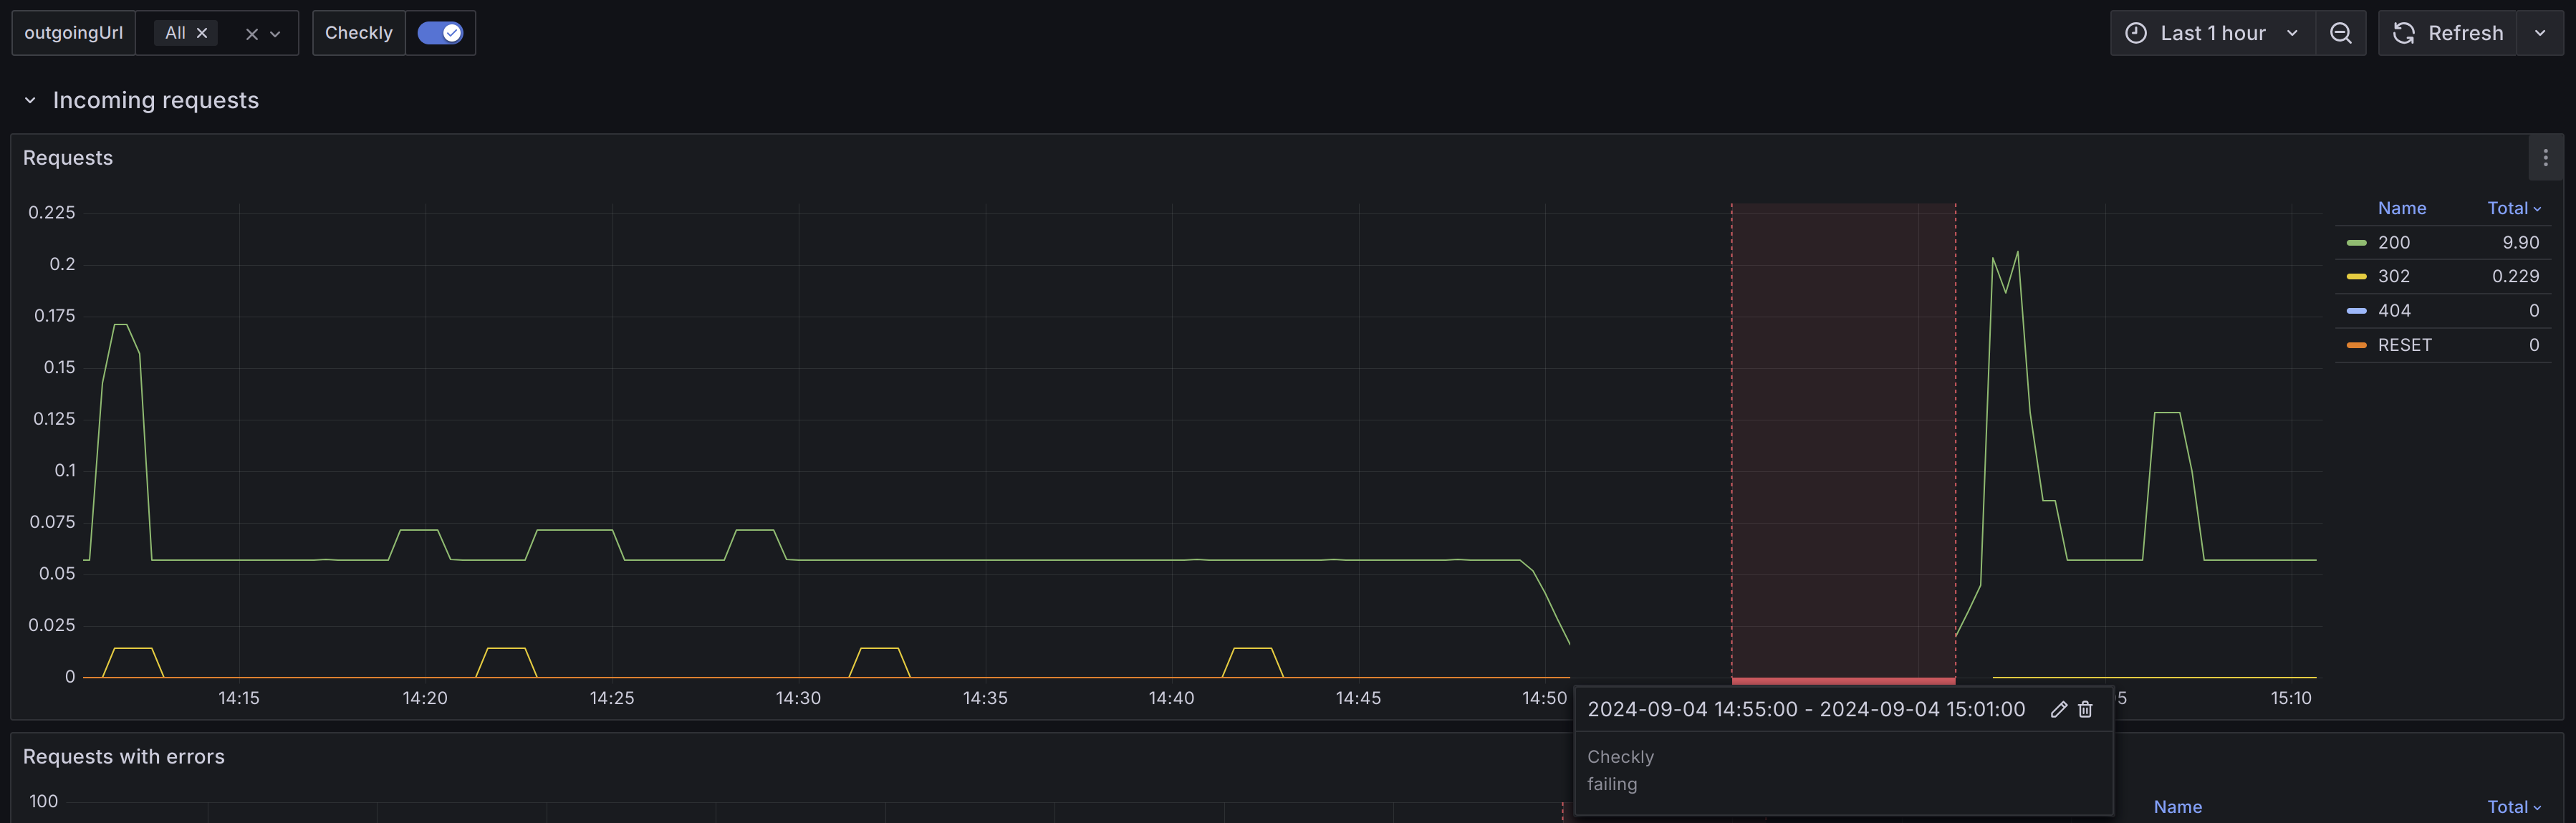 outgoingUrl All Checkly Last 1 hour Refresh
Incoming requests
Requests
0.225
0.2
0.175
0.15
0.125
0.1
0.075
0.05
0.025
0
14:15 14:20 14:25 14:30 14:35 14:40 14:45 14:50 5 15:10
Name Total
200 9.90
302 0.229
404 0
RESET 0
2024-09-04 14:55:00 - 2024-09-04 15:01:00
Checkly
failing
Requests with errors
100
Name Total